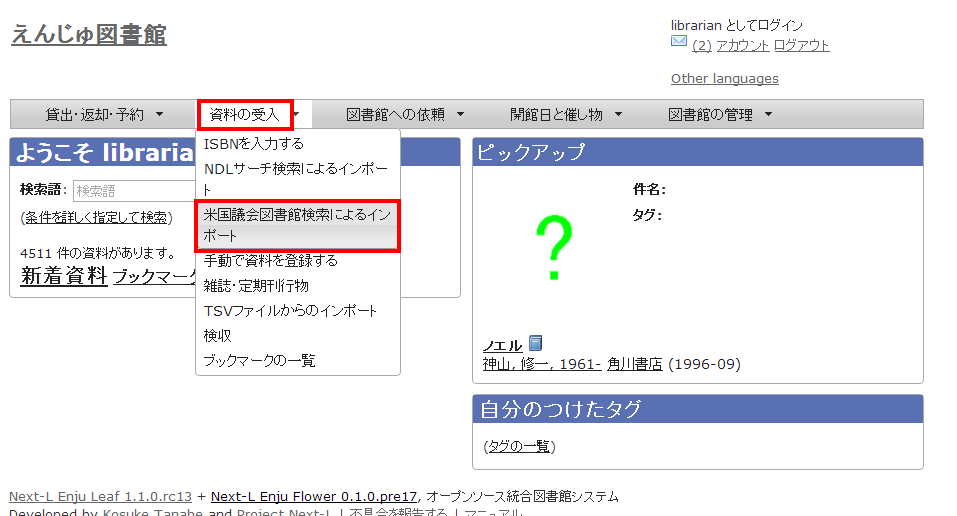 えんじゅ図書館
librarian としてログイン
(2) アカウント ログアウト
Other languages
貸出・返却・予約 資料の受入 図書館への依頼 開館日と催し物 図書館の管理
ようこそ libraria
検索語: 検索語
(条件を詳しく指定して検索)
4511 件の資料があります。
新着資料 ブックマーク
ISBNを入力する
NDLサーチ検索によるインポー
ト
米国議会図書館検索によるイン
ポート
手動で資料を登録する
雑誌・定期刊行物
TSVファイルからのインポート
検収
ブックマークの一覧
ピックアップ
件名:
タグ:
?
ノエル
神山, 修一, 1961- 角川書店 (1996-09)
自分のつけたタグ
(タグの一覧)
Next-L Enju Leaf 1.1.0.rc13 + Next-L Enju Flower 0.1.0.pre17, オープンソース統合図書館システム
Developed by Kosuke Tanabe and Project Next-L | 不具合を報告する | マニュアル